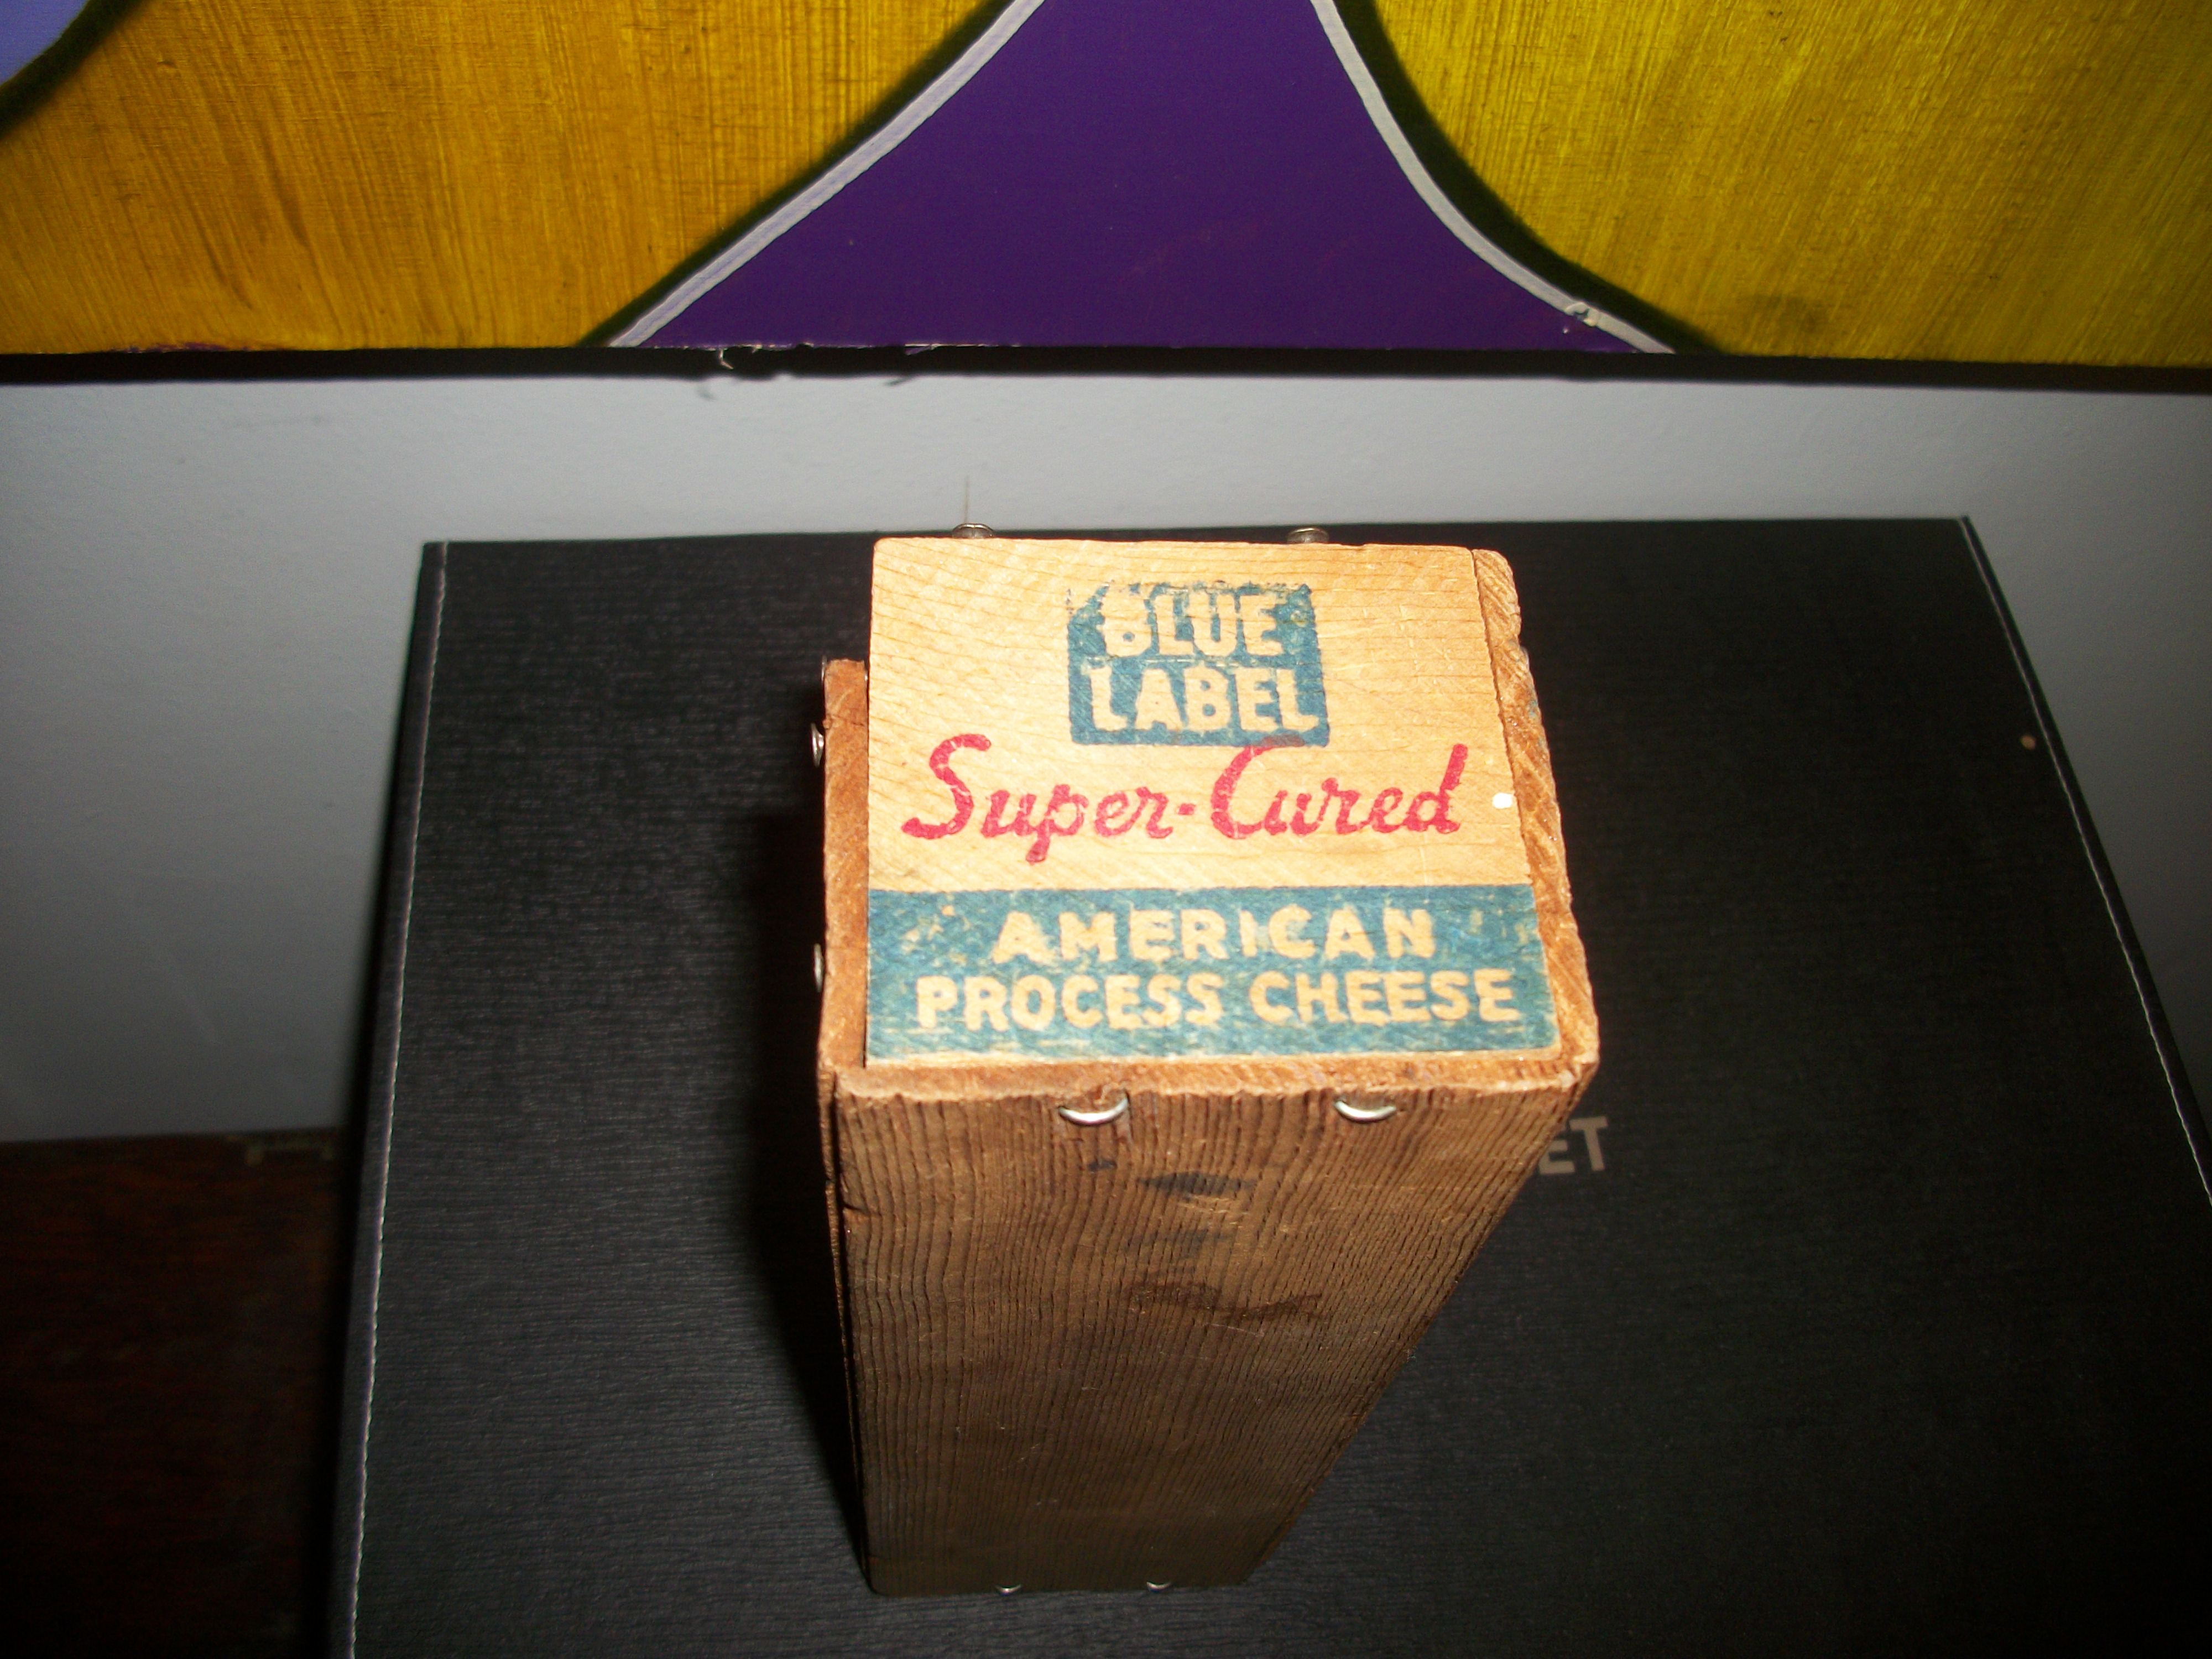 BLUE
LABEL
Super-Cured
AMERICAN
PROCESS CHEESE